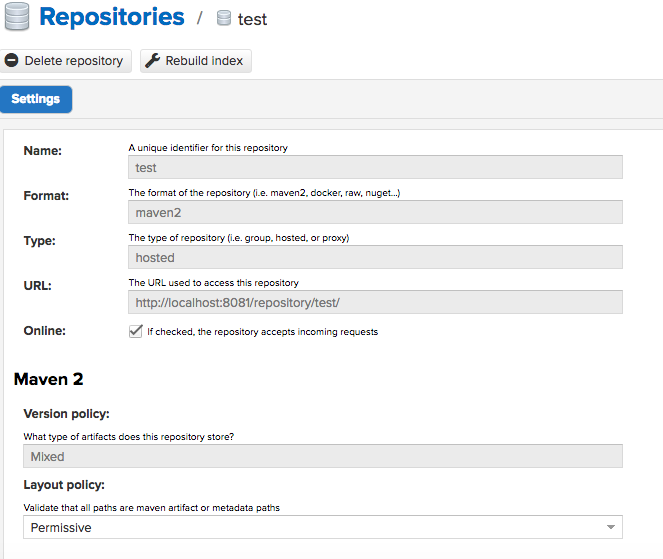 Repositories / test
Delete repository Rebuild index
Settings
Name: A unique identifier for this repository
test
Format: The format of the repository (i.e. maven2, docker, raw, nuget...)
maven2
Type: The type of repository (i.e. group, hosted, or proxy)
hosted
URL: The URL used to access this repository
http://localhost:8081/repository/test/
Online: If checked, the repository accepts incoming requests
Maven 2
Version policy:
What type of artifacts does this repository store?
Mixed
Layout policy:
Validate that all paths are maven artifact or metadata paths
Permissive